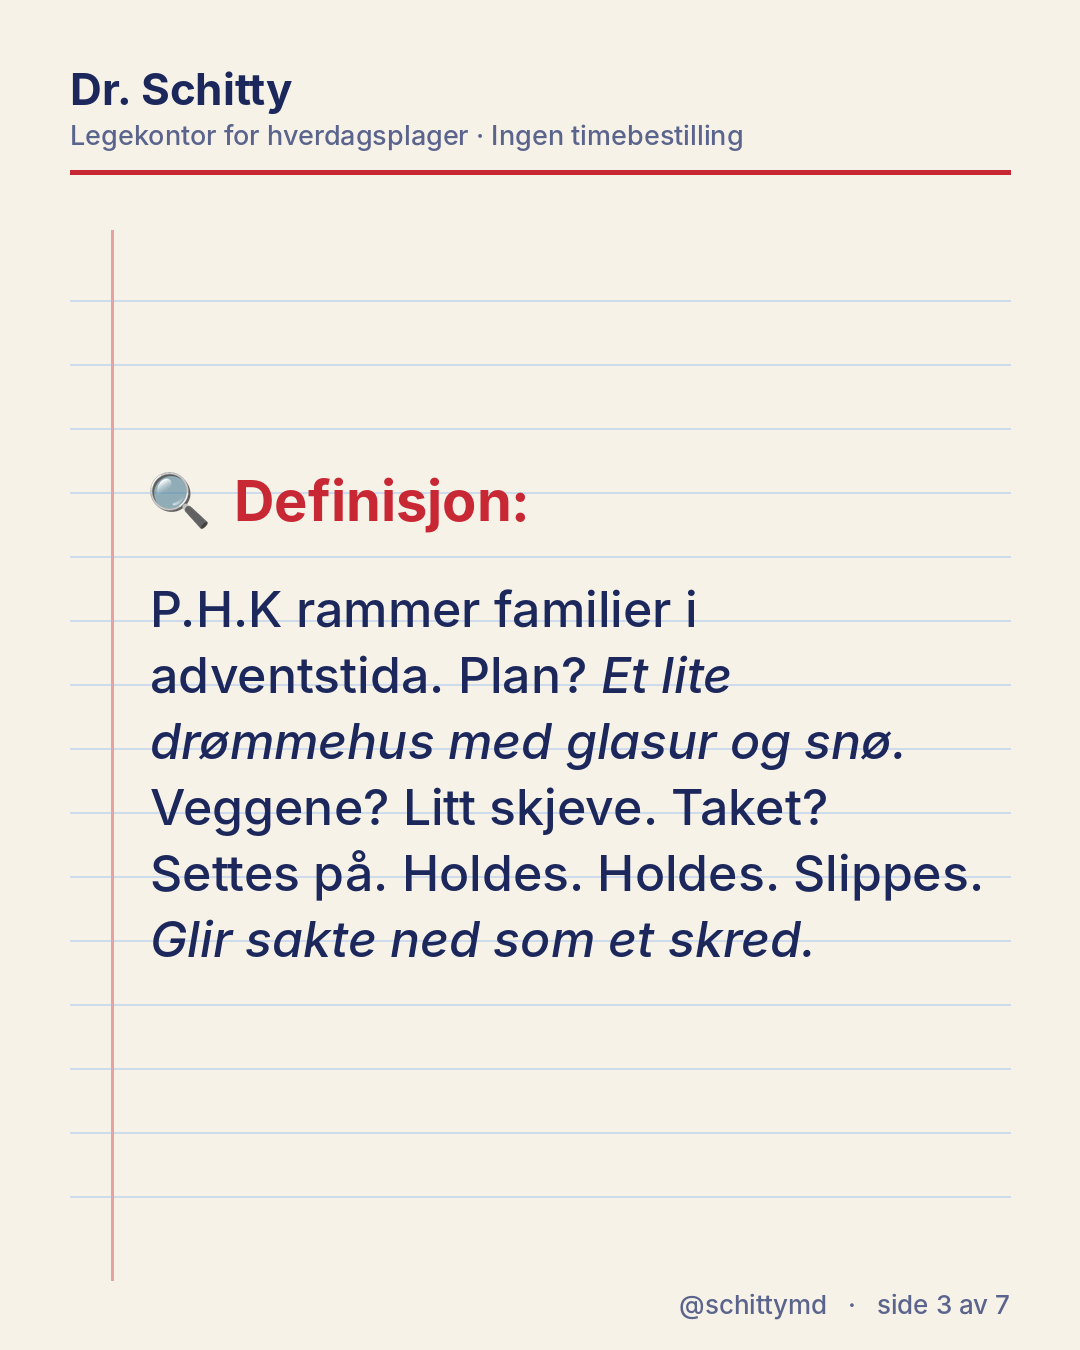 Dr. Schitty
Legekontor for hverdagsplager · Ingen timebestilling
🔍 Definisjon:
P.H.K rammer familier i
adventstida. Plan? Et lite
drømmehus med glasur og snø.
Veggene? Litt skjeve. Taket?
Settes på. Holdes. Holdes. Slippes.
Glir sakte ned som et skred.
@schittymd · side 3 av 7